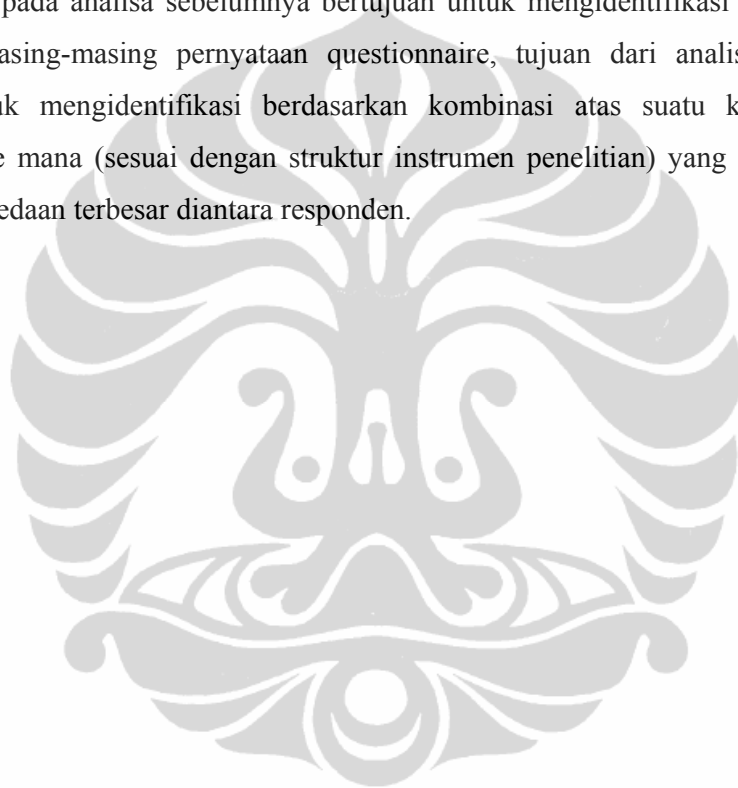 pada analisa sebelumnya bertujuan untuk mengidentifikasi
asing-masing pernyataan questionnaire, tujuan dari analis
uk mengidentifikasi berdasarkan kombinasi atas suatu k
e mana (sesuai dengan struktur instrumen penelitian) yang
edaan terbesar diantara responden.